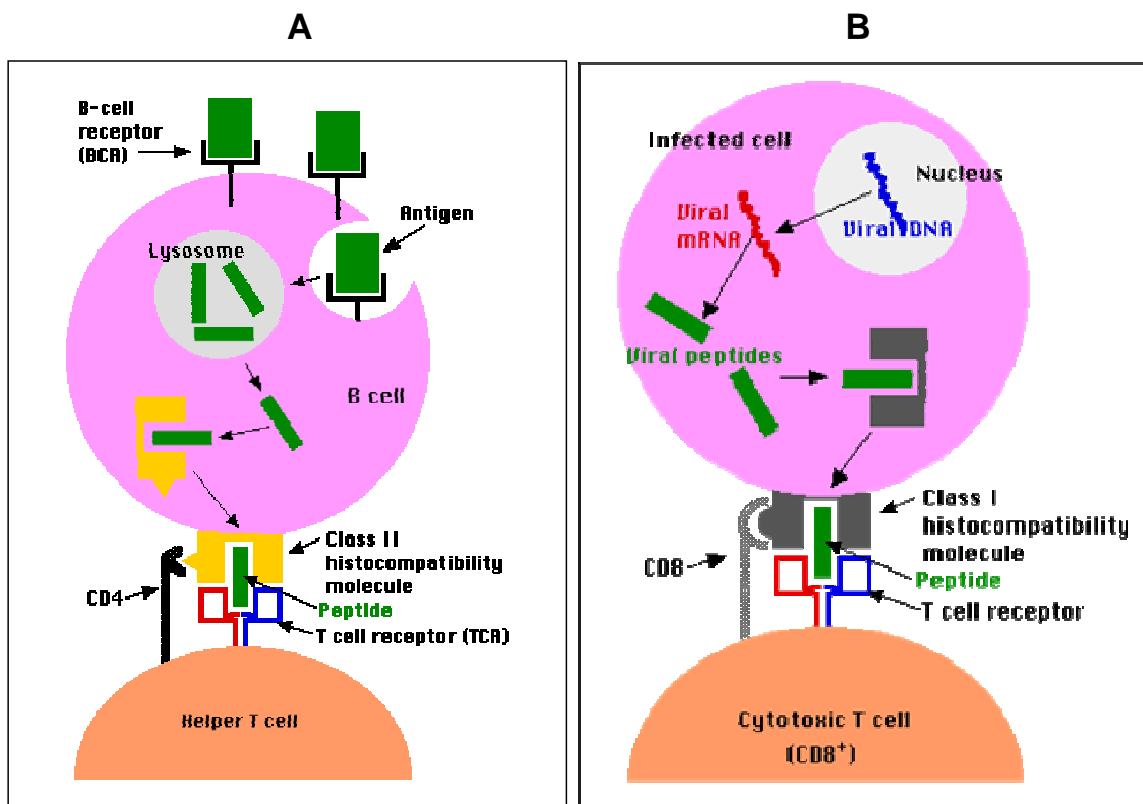 A
B-cell
receptor
(BCR)
Antigen
Lysosome
B cell
Class II
histocompatibility
molecule
CD4
Peptide
T cell receptor (TCR)
Helper T cell
B
Infected cell
Nucleus
Viral
mRNA
Viral DNA
Viral peptides
Class I
histocompatibility
molecule
CD8
Peptide
T cell receptor
Cytotoxic T cell
(CD8⁺)